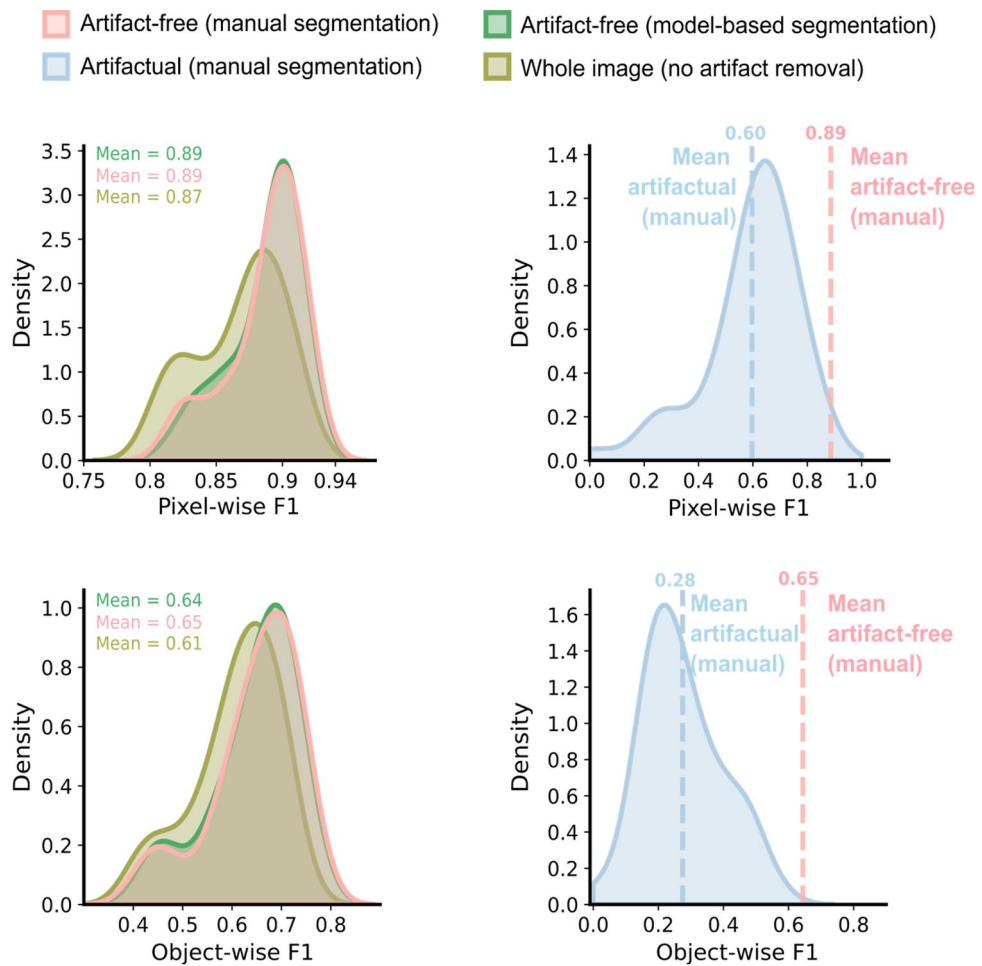 Artifact-free (manual segmentation)
Artifact-free (model-based segmentation)
Artifactual (manual segmentation)
Whole image (no artifact removal)
Mean = 0.89
Mean = 0.89
Mean = 0.87
3.5
3.0
2.5
2.0
1.5
1.0
0.5
0.0
Density
0.75 0.8 0.85 0.9 0.94
Pixel-wise F1
0.60 0.89
Mean
artifactual
(manual)
Mean
artifact-free
(manual)
1.4
1.2
1.0
0.8
0.6
0.4
0.2
0.0
Density
0.0 0.2 0.4 0.6 0.8 1.0
Pixel-wise F1
Mean = 0.64
Mean = 0.65
Mean = 0.61
1.0
0.8
0.6
0.4
0.2
0.0
Density
0.4 0.5 0.6 0.7 0.8
Object-wise F1
0.28 0.65
Mean
artifactual
(manual)
Mean
artifact-free
(manual)
1.6
1.4
1.2
1.0
0.8
0.6
0.4
0.2
0.0
Density
0.0 0.2 0.4 0.6 0.8
Object-wise F1